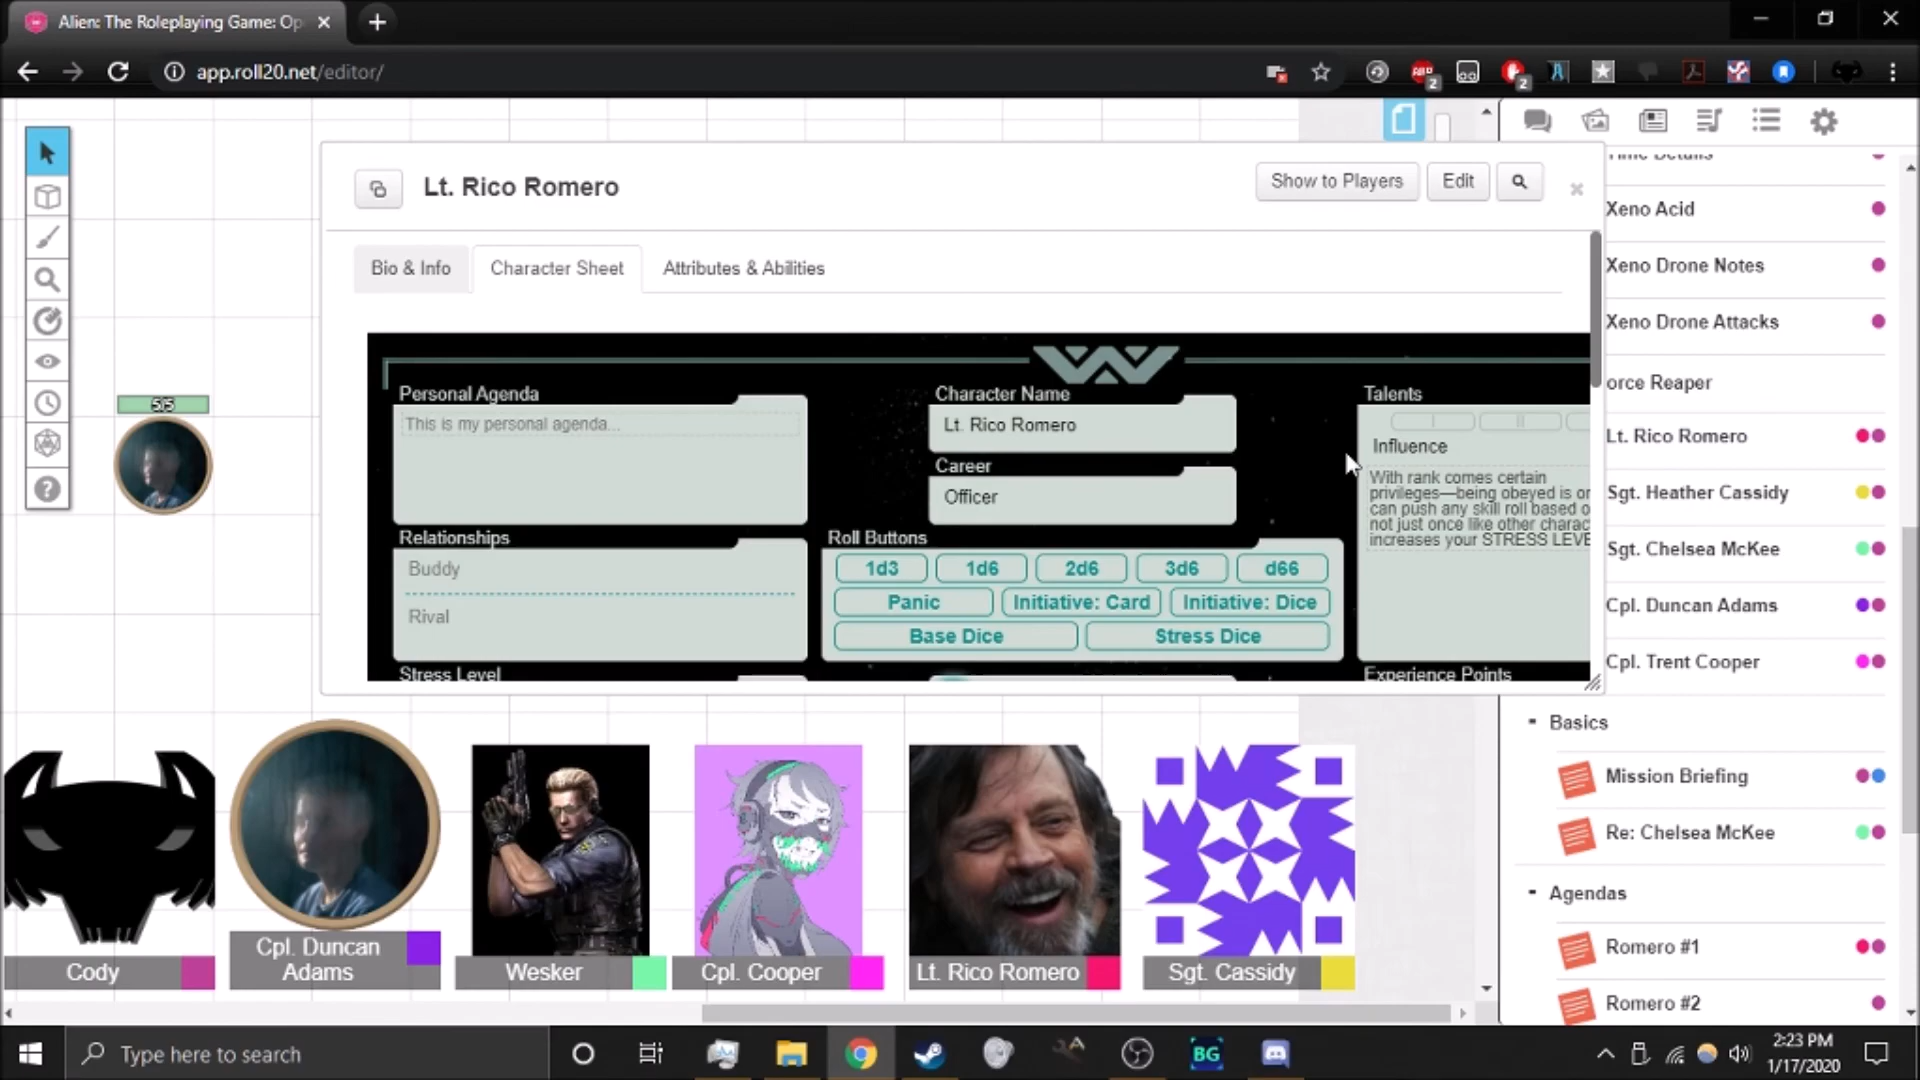 Alien: The Roleplaying Game: Op
app.roll20.net/editor/
2
2
Lt. Rico Romero
Show to Players
Edit
Bio & Info
Character Sheet
Attributes & Abilities
Personal Agenda
This is my personal agenda...
Character Name
Lt. Rico Romero
Career
Officer
Talents
Influence
With rank comes certain
privileges—being obeyed is or
can push any skill roll based o
not just once like other charac
increases your STRESS LEVE
Relationships
Buddy
Rival
Roll Buttons
1d3
1d6
2d6
3d6
d66
Panic
Initiative: Card
Initiative: Dice
Base Dice
Stress Dice
Stress Level
Experience Points
5/5
Time Details
Xeno Acid
Xeno Drone Notes
Xeno Drone Attacks
orce Reaper
Lt. Rico Romero
Sgt. Heather Cassidy
Sgt. Chelsea McKee
Cpl. Duncan Adams
Cpl. Trent Cooper
Basics
Mission Briefing
Re: Chelsea McKee
Agendas
Romero #1
Romero #2
Cody
Cpl. Duncan
Adams
Wesker
Cpl. Cooper
Lt. Rico Romero
Sgt. Cassidy
Type here to search
BG
2:23 PM
1/17/2020